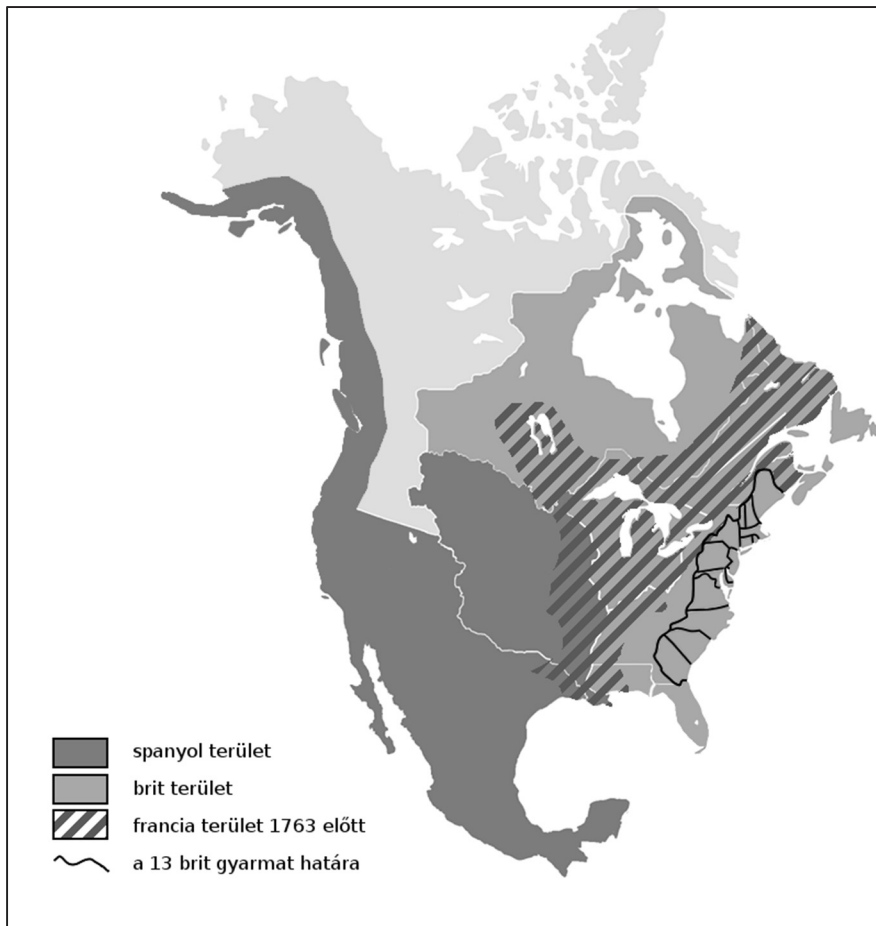 spanyol terület
brit terület
francia terület 1763 előtt
a 13 brit gyarmat határa